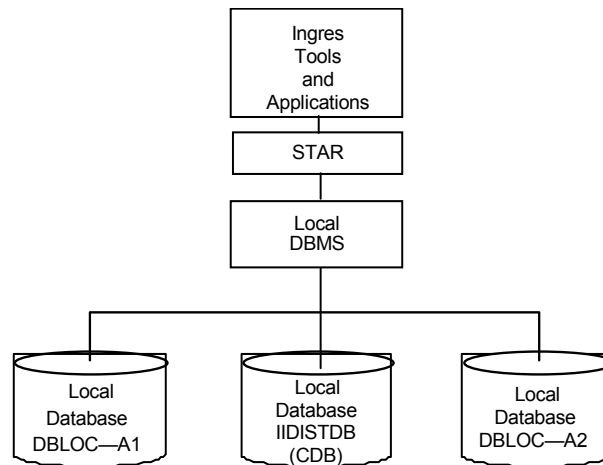 Ingres
Tools
and
Applications
STAR
Local
DBMS
Local
Database
DBLOC—A1
Local
Database
IIDISTDB
(CDB)
Local
Database
DBLOC—A2